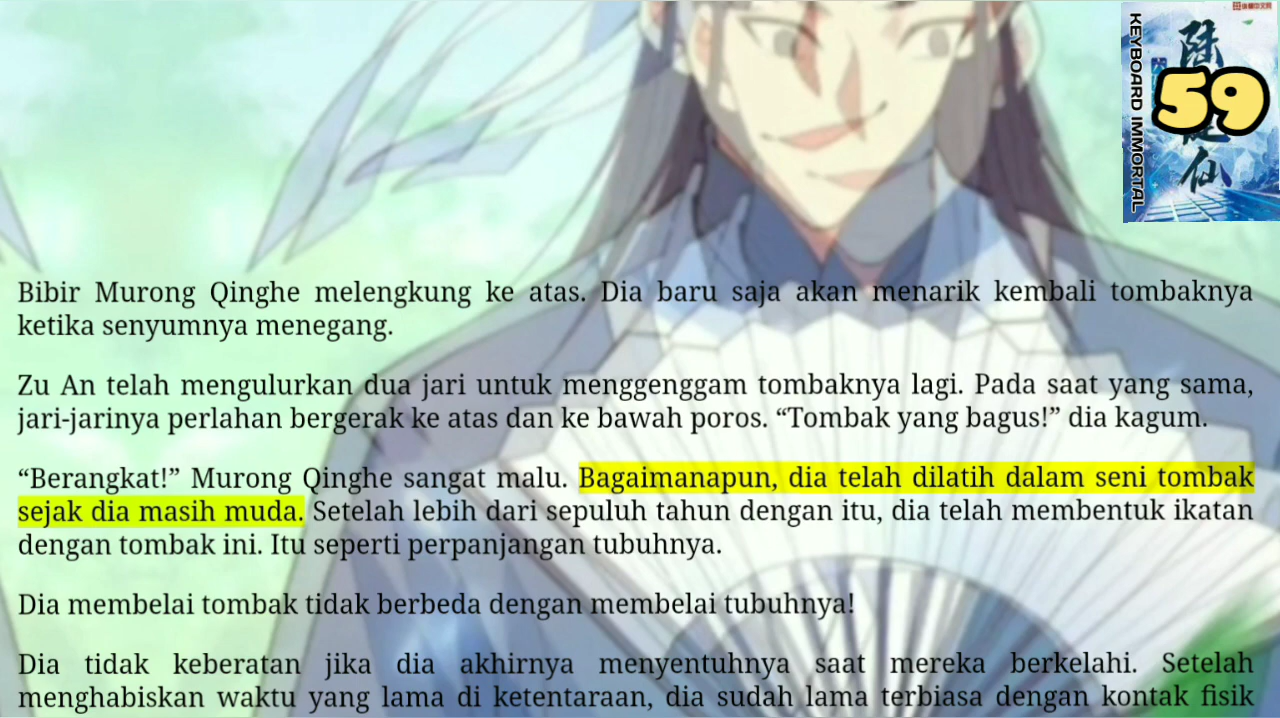 KEYBOARD IMMORTAL
59
仙
Bibir Murong Qinghe melengkung ke atas. Dia baru saja akan menarik kembali tombaknya
ketika senyumnya menegang.
Zu An telah mengulurkan dua jari untuk menggenggam tombaknya lagi. Pada saat yang sama,
jari-jarinya perlahan bergerak ke atas dan ke bawah poros. “Tombak yang bagus!” dia kagum.
“Berangkat!” Murong Qinghe sangat malu. Bagaimanapun, dia telah dilatih dalam seni tombak
sejak dia masih muda. Setelah lebih dari sepuluh tahun dengan itu, dia telah membentuk ikatan
dengan tombak ini. Itu seperti perpanjangan tubuhnya.
Dia membelai tombak tidak berbeda dengan membelai tubuhnya!
Dia tidak keberatan jika dia akhirnya menyentuhnya saat mereka berkelahi. Setelah
menghabiskan waktu yang lama di ketentaraan, dia sudah lama terbiasa dengan kontak fisik